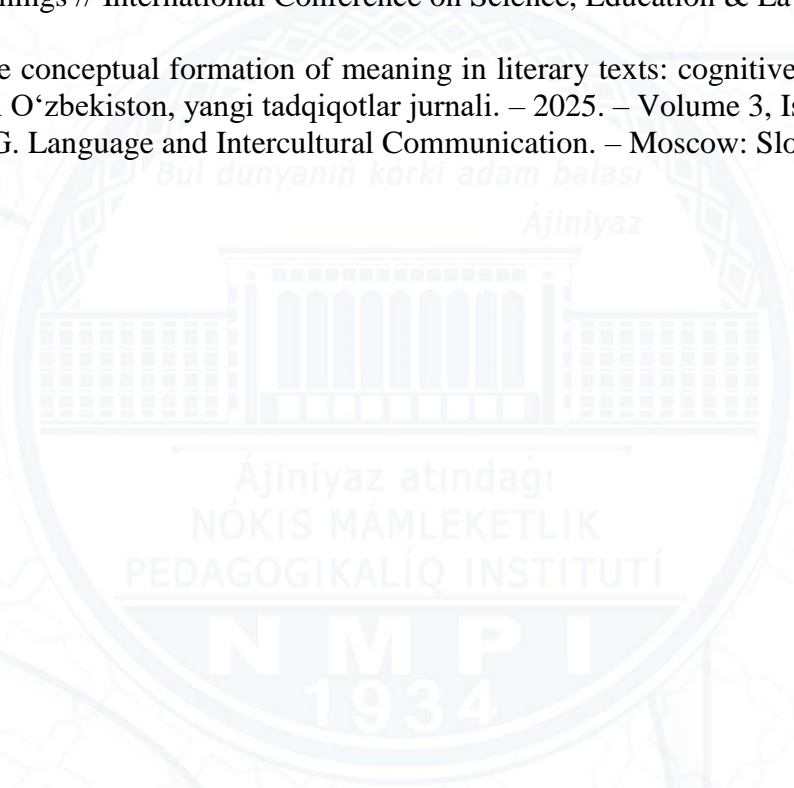 nings // International Conference on Science, Education & La
e conceptual formation of meaning in literary texts: cognitive
i O‘zbekiston, yangi tadqiqotlar jurnali. – 2025. – Volume 3, Is
G. Language and Intercultural Communication. – Moscow: Slo
Bul dunyanıń kórki adam balası
Ájiniyaz
Ájiniyaz atındaǵı
NÓKIS MÁMLEKETLIK
PEDAGOGIKALÍQ INSTITUTÍ
NMPI
1934